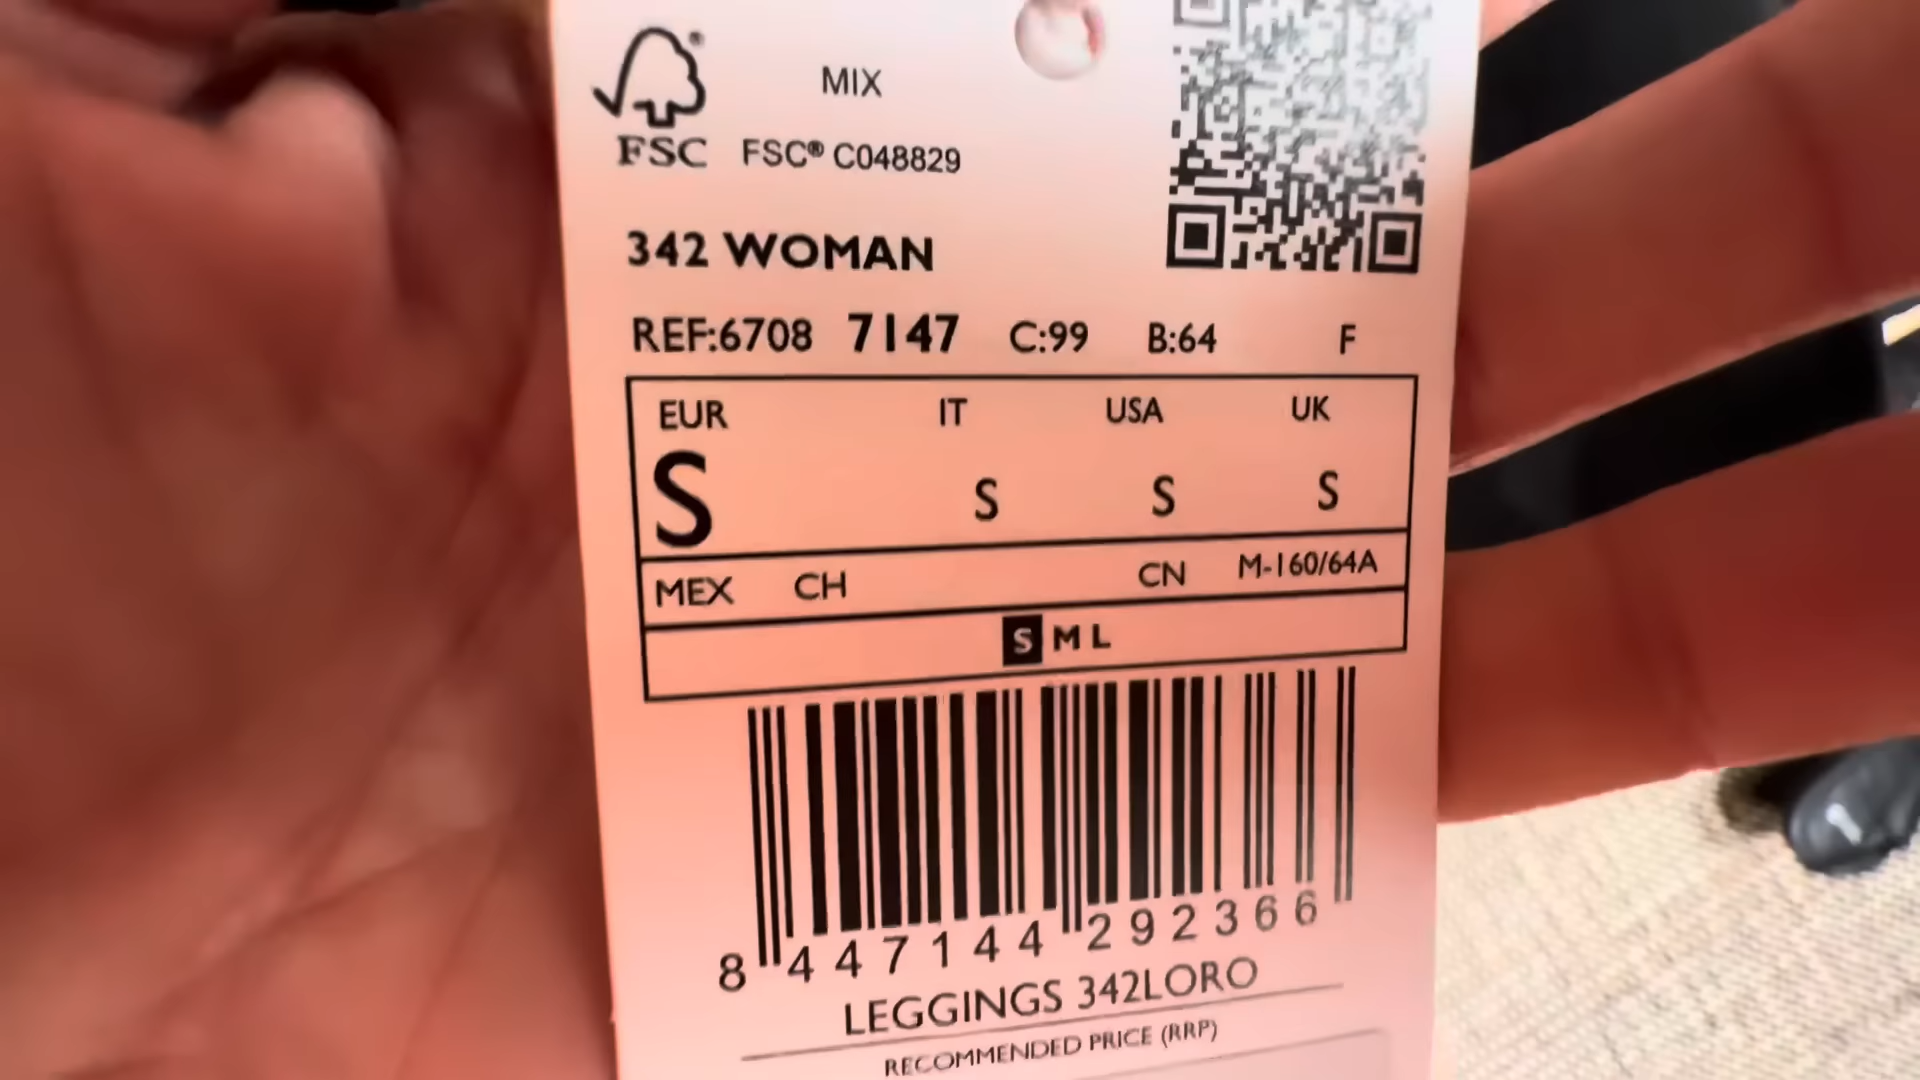 MIX
FSC® FSC® C048829
342 WOMAN
REF:6708 7147 C:99 B:64 F
EUR IT USA UK
S S S S
MEX CH CN M-160/64A
S M L
8 447144 292366
LEGGINGS 342LORO
RECOMMENDED PRICE (RRP)